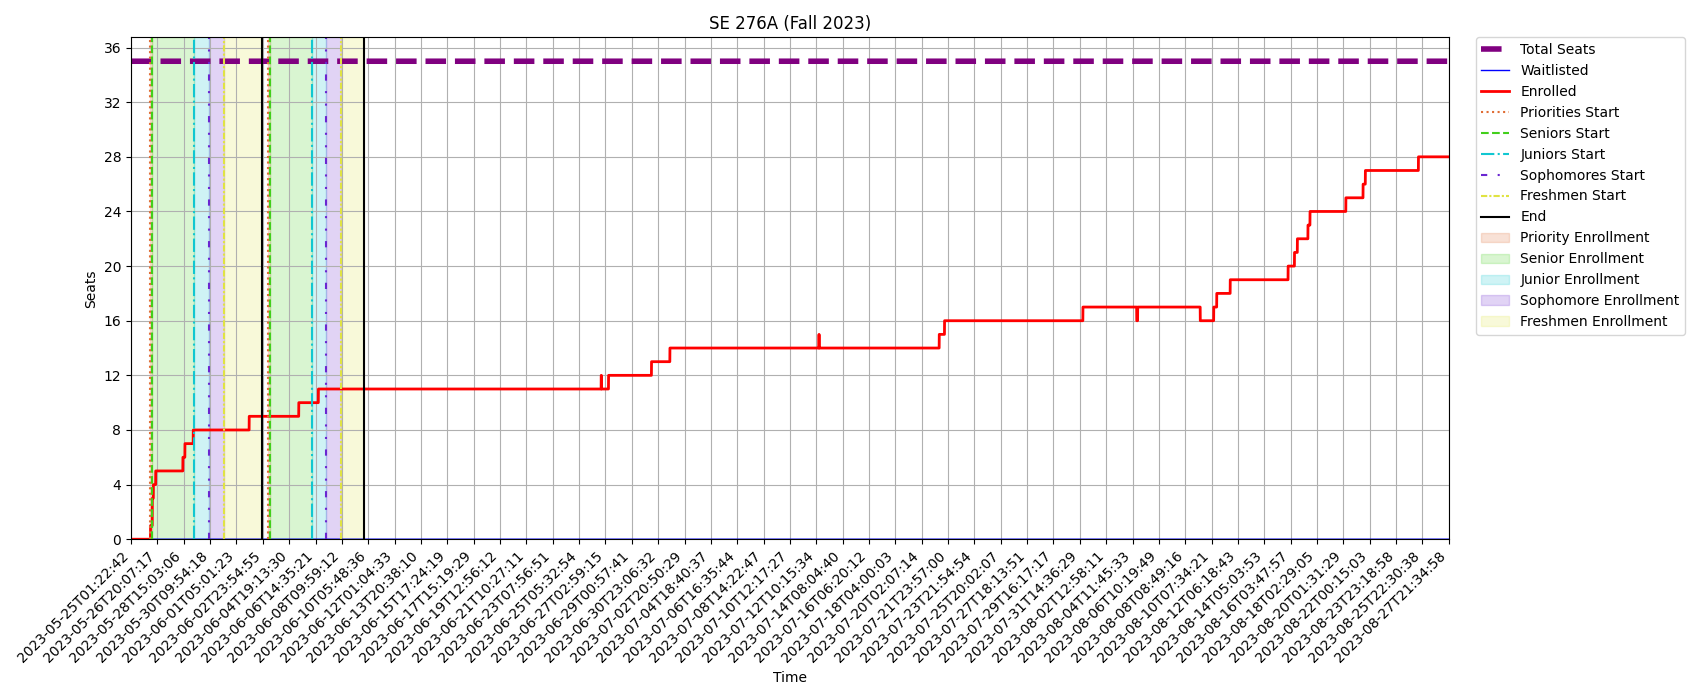 SE 276A (Fall 2023)
36
32
28
24
20
16
12
8
4
0
Seats
2023-05-25T01:22:42
2023-05-26T20:07:17
2023-05-28T15:03:06
2023-05-30T09:54:18
2023-06-01T05:01:23
2023-06-02T23:54:55
2023-06-04T19:13:30
2023-06-06T14:35:21
2023-06-08T09:59:12
2023-06-10T05:48:36
2023-06-12T01:04:33
2023-06-13T20:38:10
2023-06-15T17:24:19
2023-06-17T15:19:29
2023-06-19T12:56:12
2023-06-21T10:27:11
2023-06-23T07:56:51
2023-06-25T05:32:54
2023-06-27T02:59:15
2023-06-29T00:57:41
2023-06-30T23:06:32
2023-07-02T20:50:29
2023-07-04T18:40:37
2023-07-06T16:35:44
2023-07-08T14:22:47
2023-07-10T12:17:27
2023-07-12T10:15:34
2023-07-14T08:04:40
2023-07-16T06:20:12
2023-07-18T04:00:03
2023-07-20T02:07:14
2023-07-21T23:57:00
2023-07-23T21:54:54
2023-07-25T20:02:07
2023-07-27T18:13:51
2023-07-29T16:17:17
2023-07-31T14:36:29
2023-08-02T12:58:11
2023-08-04T11:45:33
2023-08-06T10:19:49
2023-08-08T08:49:16
2023-08-10T07:34:21
2023-08-12T06:18:43
2023-08-14T05:03:53
2023-08-16T03:47:57
2023-08-18T02:29:05
2023-08-20T01:31:29
2023-08-22T00:15:03
2023-08-23T23:18:58
2023-08-25T22:30:38
2023-08-27T21:34:58
Time
Total Seats
Waitlisted
Enrolled
Priorities Start
Seniors Start
Juniors Start
Sophomores Start
Freshmen Start
End
Priority Enrollment
Senior Enrollment
Junior Enrollment
Sophomore Enrollment
Freshmen Enrollment